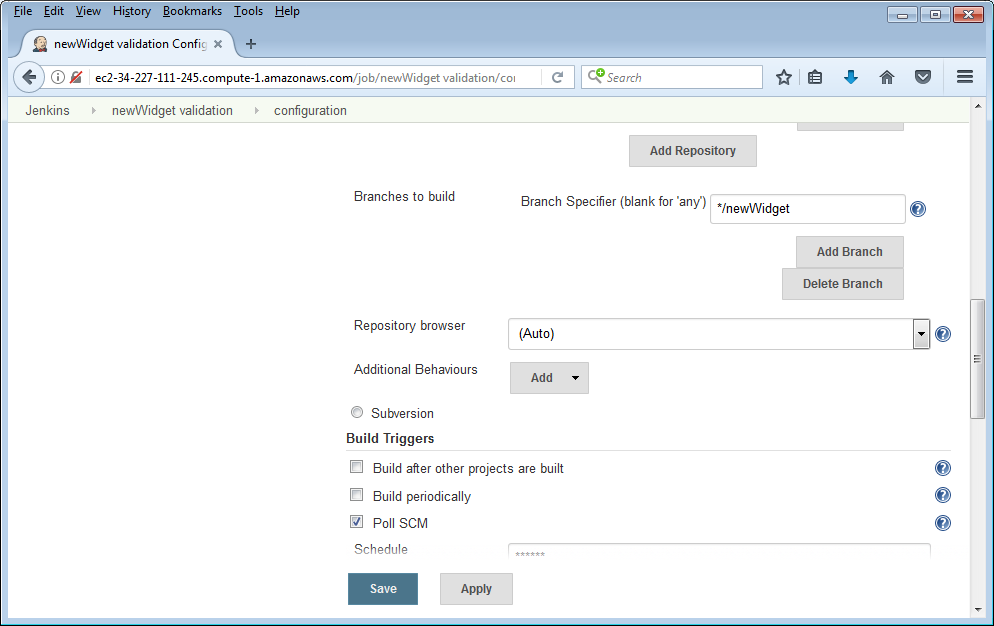 File Edit View History Bookmarks Tools Help
newWidget validation Config
ec2-34-227-111-245.compute-1.amazonaws.com/job/newWidget validation/co
Search
Jenkins newWidget validation configuration
Add Repository
Branches to build
Branch Specifier (blank for 'any') */newWidget
Add Branch
Delete Branch
Repository browser (Auto)
Additional Behaviours Add
Subversion
Build Triggers
Build after other projects are built
Build periodically
Poll SCM
Schedule ******
Save Apply